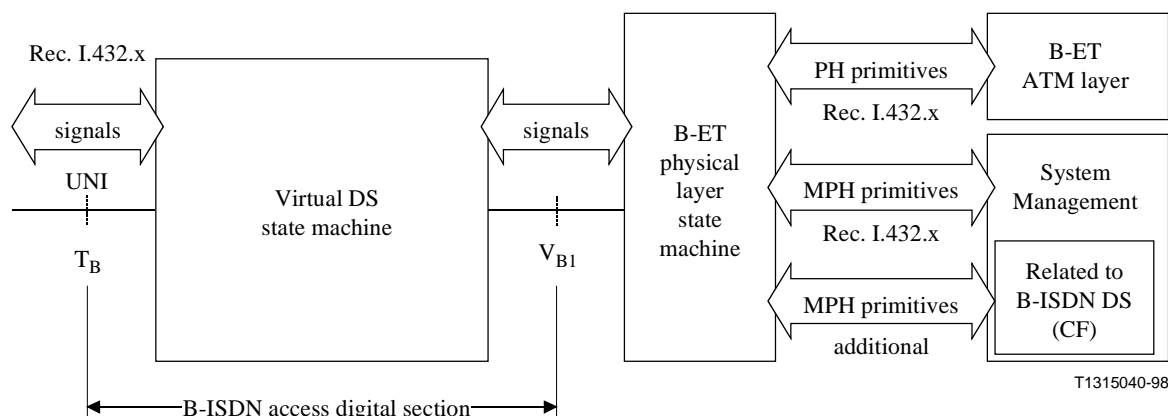 Rec. I.432.x
signals
UNI
TB
Virtual DS
state machine
signals
VB1
B-ET
physical
layer
state
machine
PH primitives
Rec. I.432.x
MPH primitives
Rec. I.432.x
MPH primitives
additional
B-ET
ATM layer
System
Management
Related to
B-ISDN DS
(CF)
T1315040-98
B-ISDN access digital section